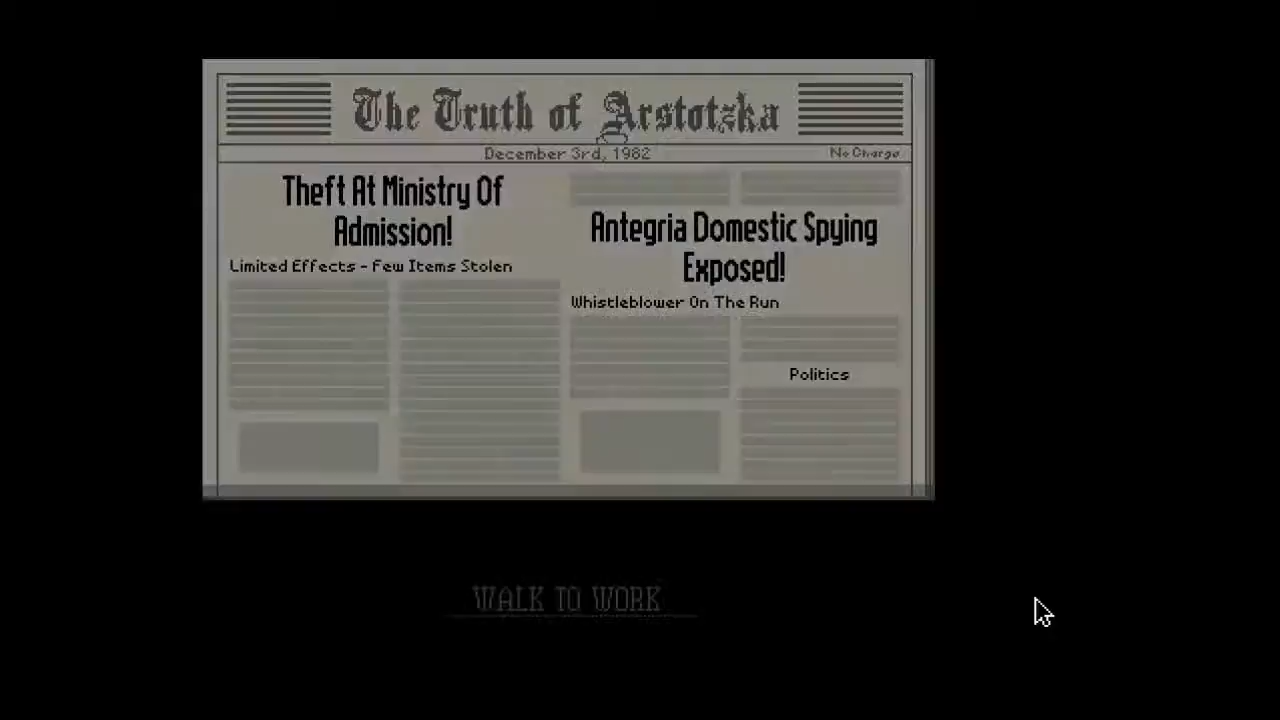 The Truth of Arstotzka
December 3rd, 1982
No Charge
Theft At Ministry Of
Admission!
Limited Effects - Few Items Stolen
Antegria Domestic Spying
Exposed!
Whistleblower On The Run
Politics
WALK TO WORK